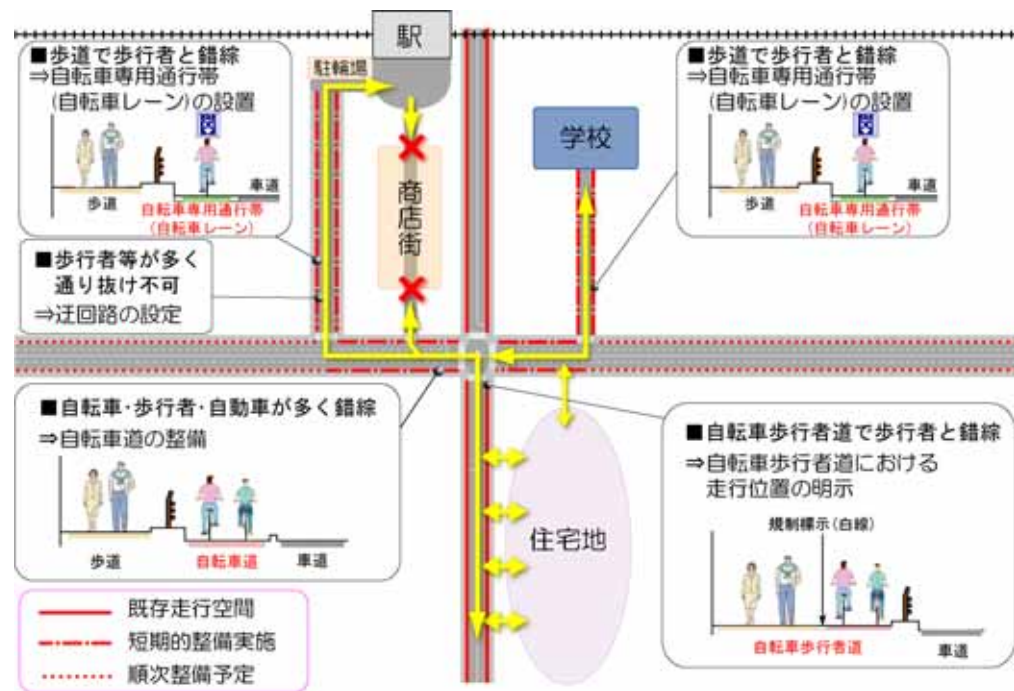 駅
駐輪場
■歩道で歩行者と錯綜
⇒自転車専用通行帯
(自転車レーン)の設置
歩道
車道
自転車専用通行帯
(自転車レーン)
■歩行者等が多く
通り抜け不可
⇒迂回路の設定
商店街
学校
■歩道で歩行者と錯綜
⇒自転車専用通行帯
(自転車レーン)の設置
歩道
車道
自転車専用通行帯
(自転車レーン)
■自転車・歩行者・自動車が多く錯綜
⇒自転車道の整備
歩道
自転車道
車道
住宅地
■自転車歩行者道で歩行者と錯綜
⇒自転車歩行者道における
走行位置の明示
規制標示(白線)
自転車歩行者道
車道
既存走行空間
短期的整備実施
順次整備予定